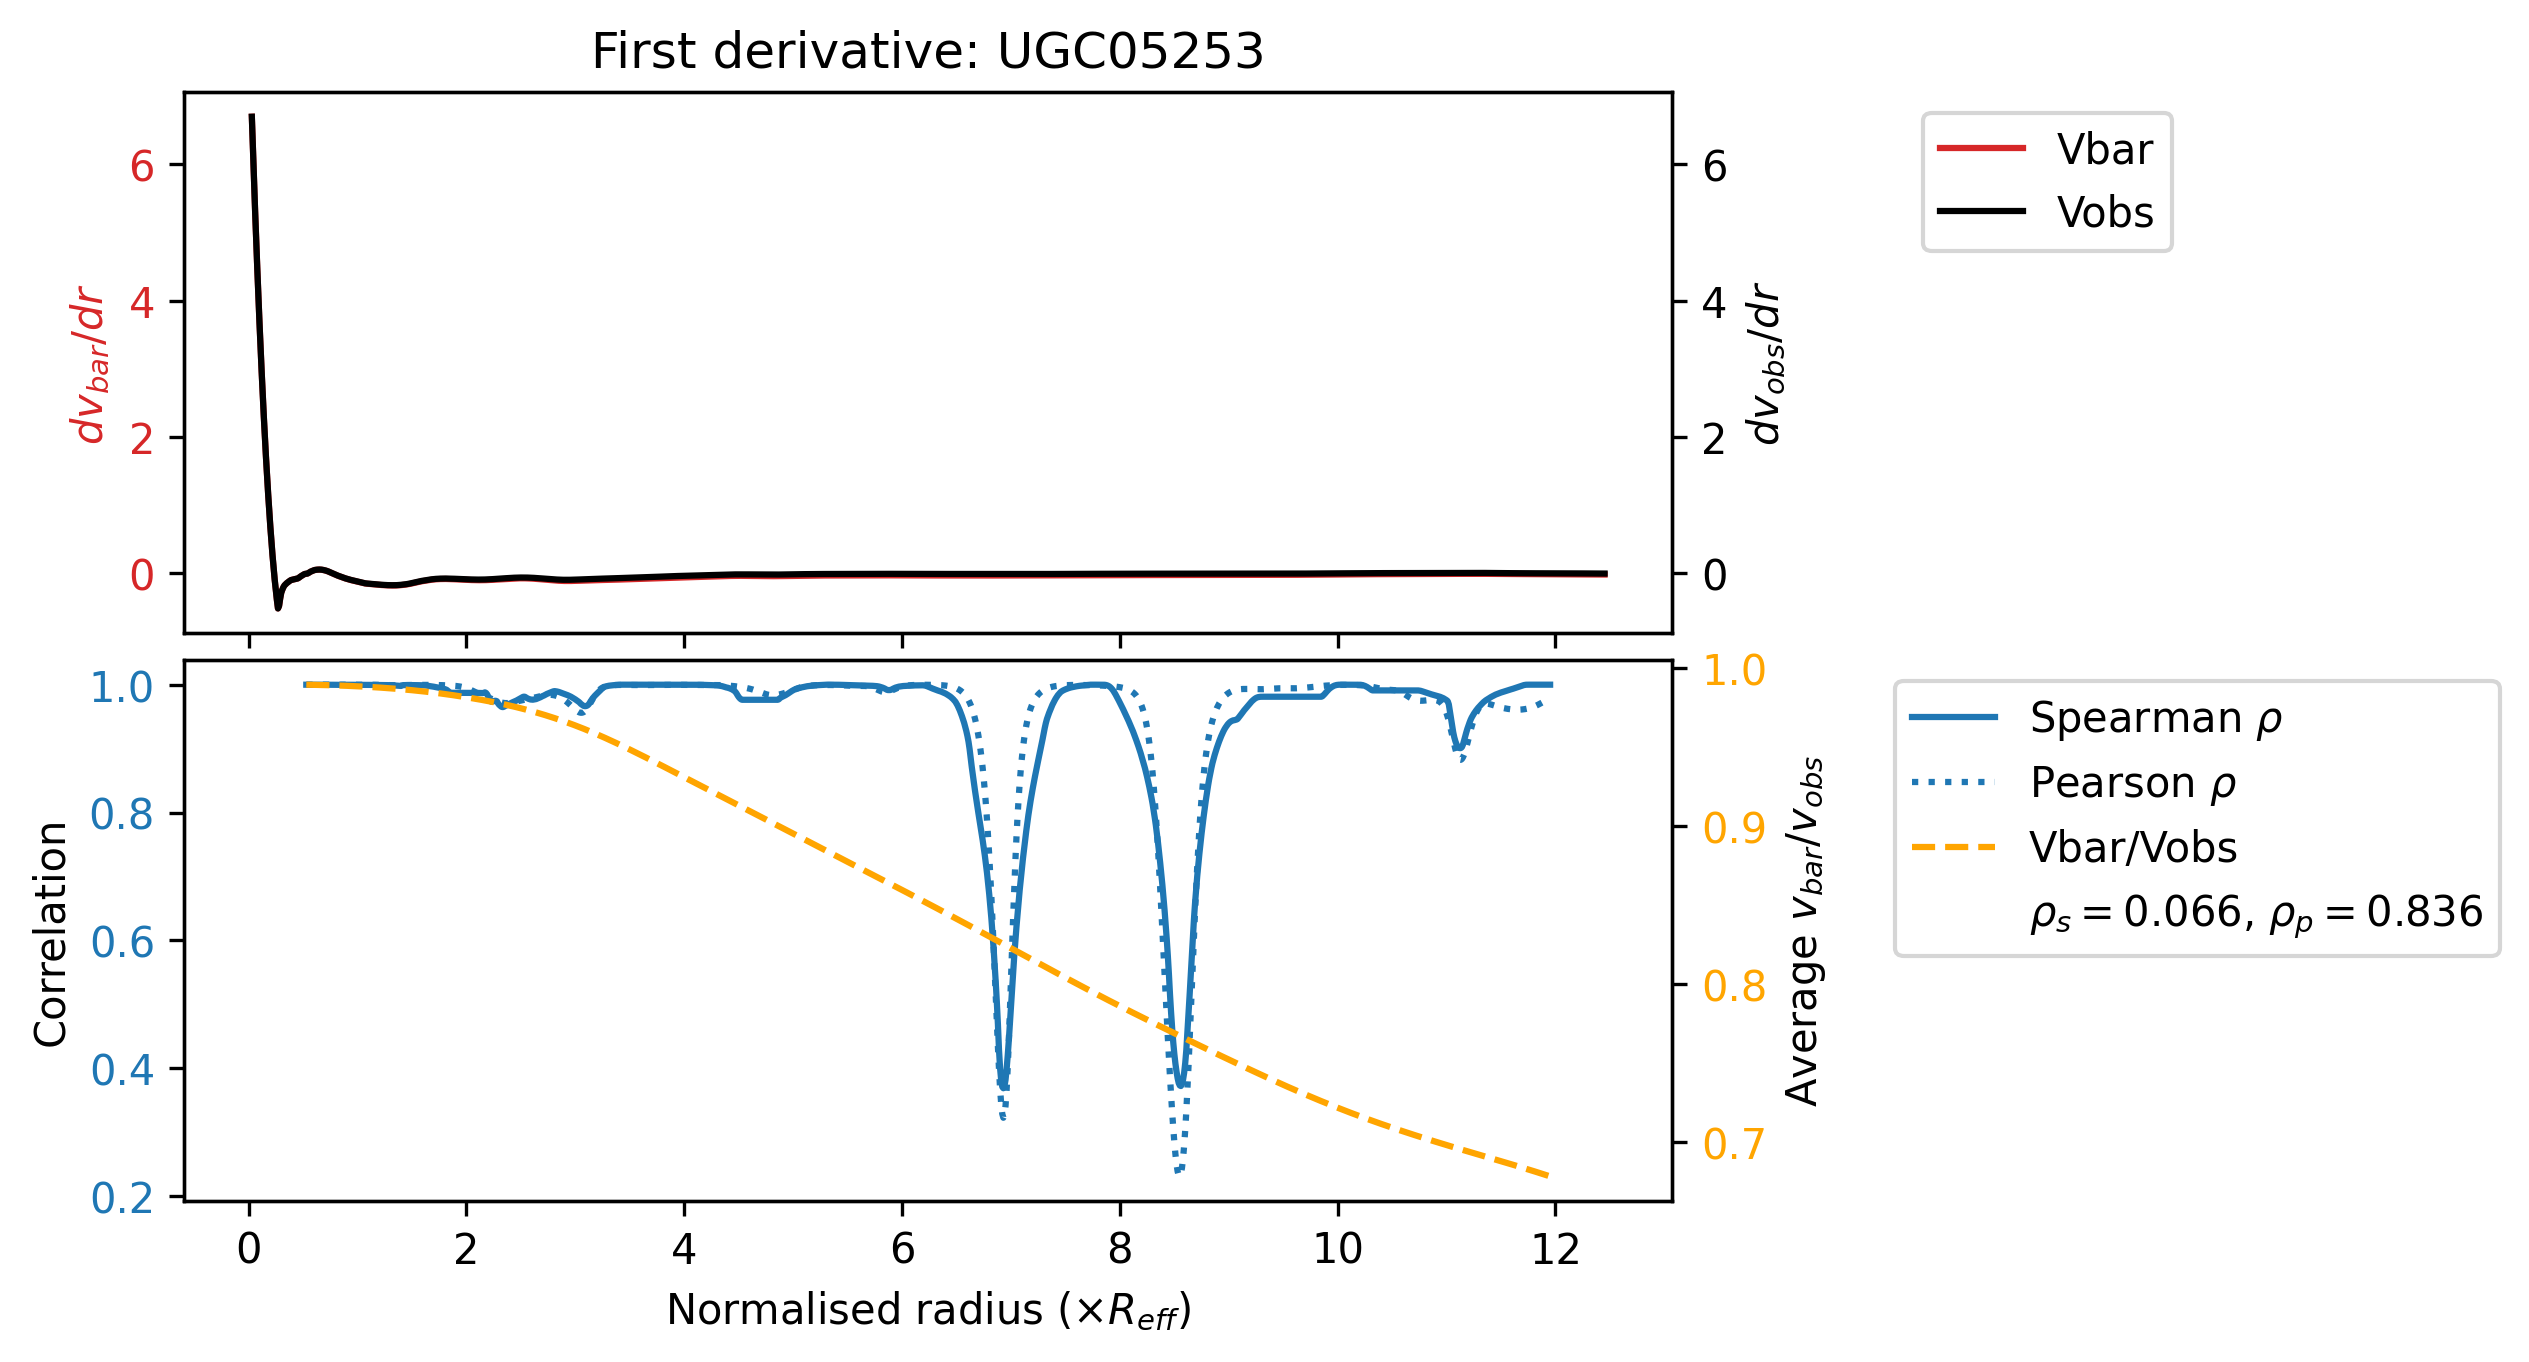 First derivative: UGC05253
6
4
2
0
dv_bar/dr
6
4
2
0
dv_obs/dr
Vbar
Vobs
1.0
0.8
0.6
0.4
0.2
Correlation
1.0
0.9
0.8
0.7
Average v_bar/v_obs
Spearman ρ
Pearson ρ
Vbar/Vobs
ρ_s = 0.066, ρ_p = 0.836
0 2 4 6 8 10 12
Normalised radius (×R_eff)